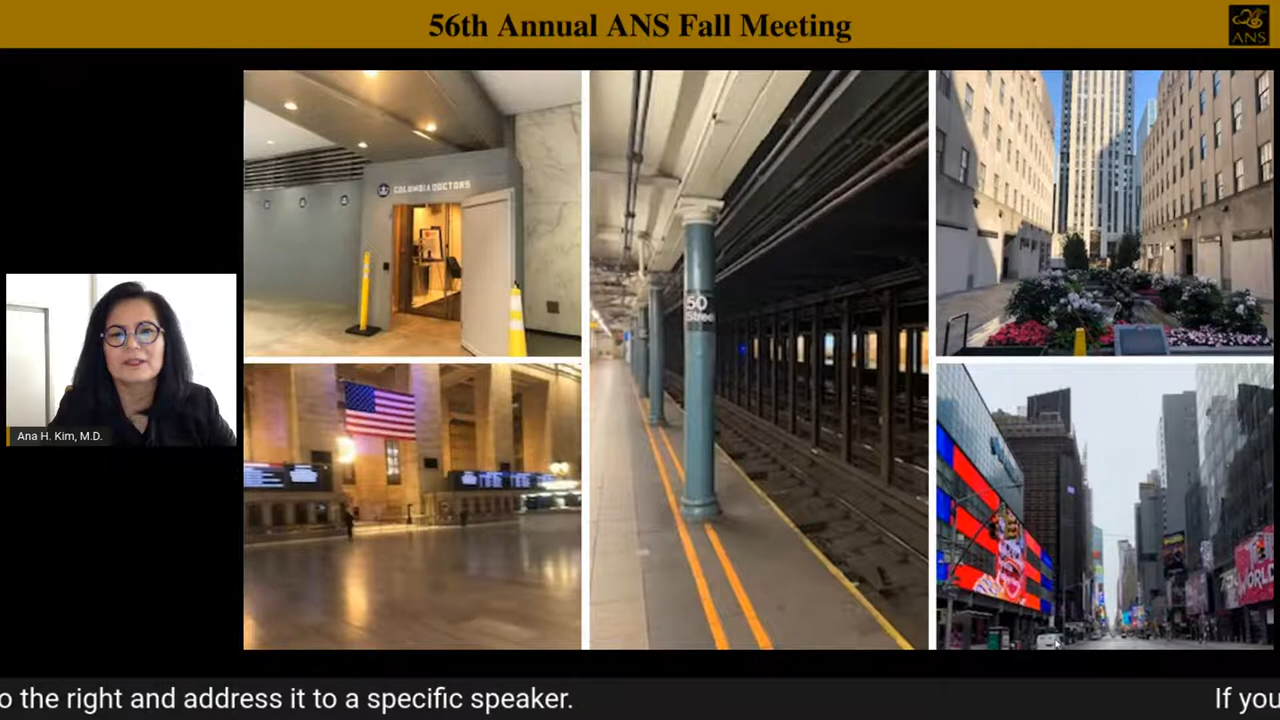 56th Annual ANS Fall Meeting
ANS
COLUMBIA DOCTORS
50
Street
Ana H. Kim, M.D.
WORLD
o the right and address it to a specific speaker.
If you